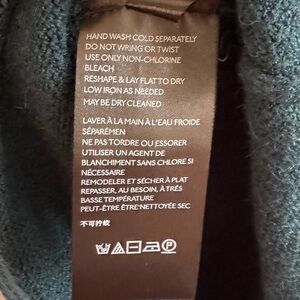 HAND WASH COLD SEPARATELY
DO NOT WRING OR TWIST
USE ONLY NON-CHLORINE
BLEACH
RESHAPE & LAY FLAT TO DRY
LOW IRON AS NEEDED
MAY BE DRY CLEANED
LAVER À LA MAIN À L'EAU FROIDE
SÉPARÉMEN
NE PAS TORDRE OU ESSORER
UTILISER UN AGENT DE
BLANCHIMENT SANS CHLORE SI
NÉCESSAIRE
REMODELER ET SÉCHER À PLAT
REPASSER, AU BESOIN, À TRÉS
BASSE TEMPÉRATURE
PEUT-ÊTRE ÊTRE NETTOYÉE SEC
不可拧绞
P